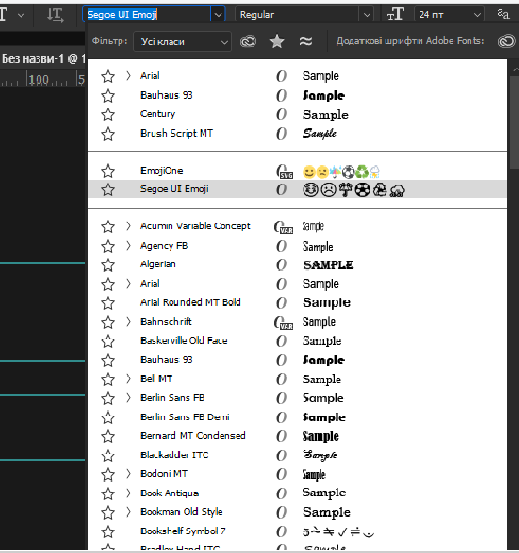 Segoe UI Emoji Regular 24 пт
Фільтр: Усі класи Додаткові шрифти Adobe Fonts:
Без назви-1 @ 1
100 5
Arial Sample
Bauhaus 93 Sample
Century Sample
Brush Script MT Sample
EmojiOne SVG
Segoe UI Emoji
Acumin Variable Concept VAR Sample
Agency FB Sample
Algerian SAMPLE
Arial Sample
Arial Rounded MT Bold Sample
Bahnschrift VAR Sample
Baskerville Old Face Sample
Bauhaus 93 Sample
Bell MT Sample
Berlin Sans FB Sample
Berlin Sans FB Demi Sample
Bernard MT Condensed Sample
Blackadder ITC Sample
Bodoni MT Sample
Book Antiqua Sample
Bookman Old Style Sample
Bookshelf Symbol 7
Bradley Hand ITC Sample